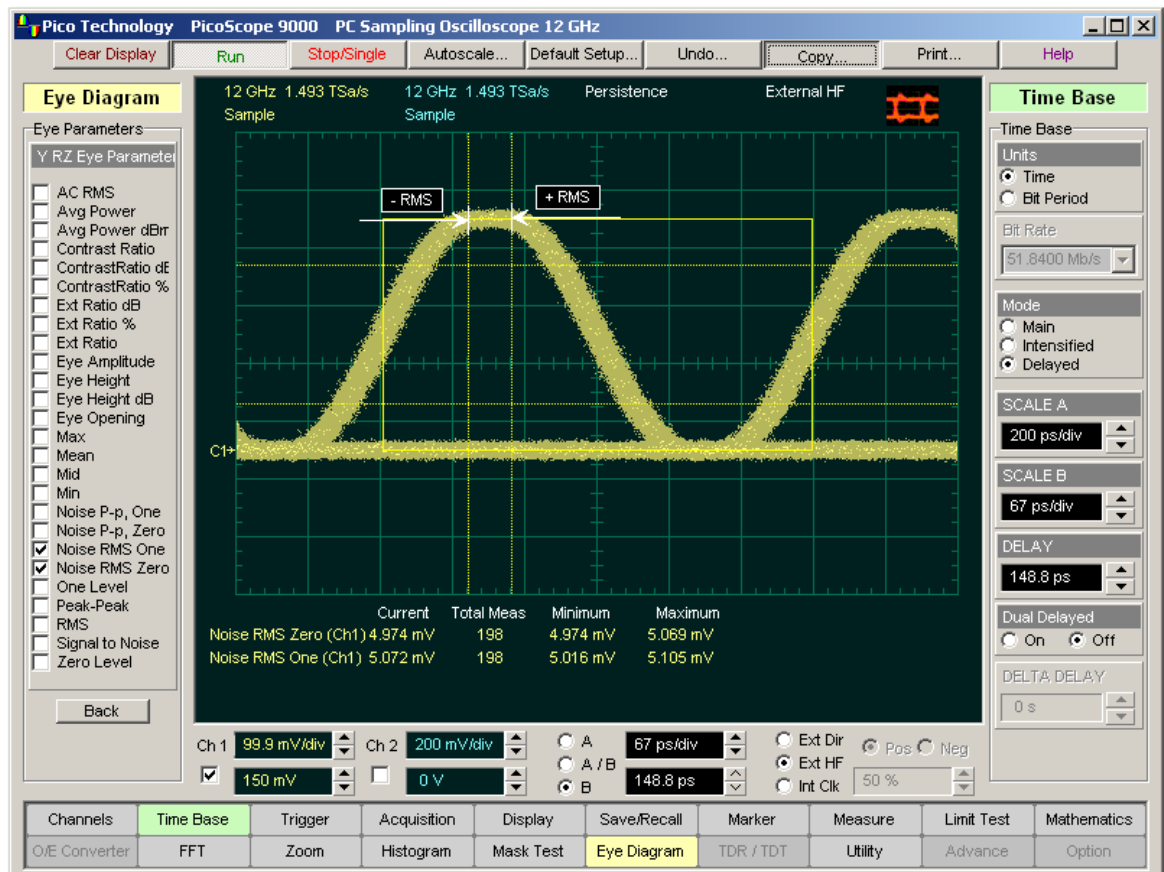 Pico Technology PicoScope 9000 PC Sampling Oscilloscope 12 GHz
Clear Display Run Stop/Single Autoscale... Default Setup... Undo... Copy... Print... Help
Eye Diagram
Eye Parameters
Y RZ Eye Parameter
AC RMS
Avg Power
Avg Power dBm
Contrast Ratio
ContrastRatio dE
ContrastRatio %
Ext Ratio dB
Ext Ratio %
Ext Ratio
Eye Amplitude
Eye Height
Eye Height dB
Eye Opening
Max
Mean
Mid
Min
Noise P-p, One
Noise P-p, Zero
Noise RMS One
Noise RMS Zero
One Level
Peak-Peak
RMS
Signal to Noise
Zero Level
Back
12 GHz 1.493 TSa/s 12 GHz 1.493 TSa/s Persistence External HF
Sample Sample
- RMS + RMS
C1
Current Total Meas Minimum Maximum
Noise RMS Zero (Ch1) 4.974 mV 198 4.974 mV 5.069 mV
Noise RMS One (Ch1) 5.072 mV 198 5.016 mV 5.105 mV
Time Base
Time Base
Units
Time
Bit Period
Bit Rate
51.8400 Mb/s
Mode
Main
Intensified
Delayed
SCALE A
200 ps/div
SCALE B
67 ps/div
DELAY
148.8 ps
Dual Delayed
On Off
DELTA DELAY
0 s
Ch 1 99.9 mV/div Ch 2 200 mV/div A 67 ps/div Ext Dir Pos Neg
A / B Ext HF
150 mV 0 V B 148.8 ps Int Clk 50 %
Channels Time Base Trigger Acquisition Display Save/Recall Marker Measure Limit Test Mathematics
O/E Converter FFT Zoom Histogram Mask Test Eye Diagram TDR / TDT Utility Advance Option